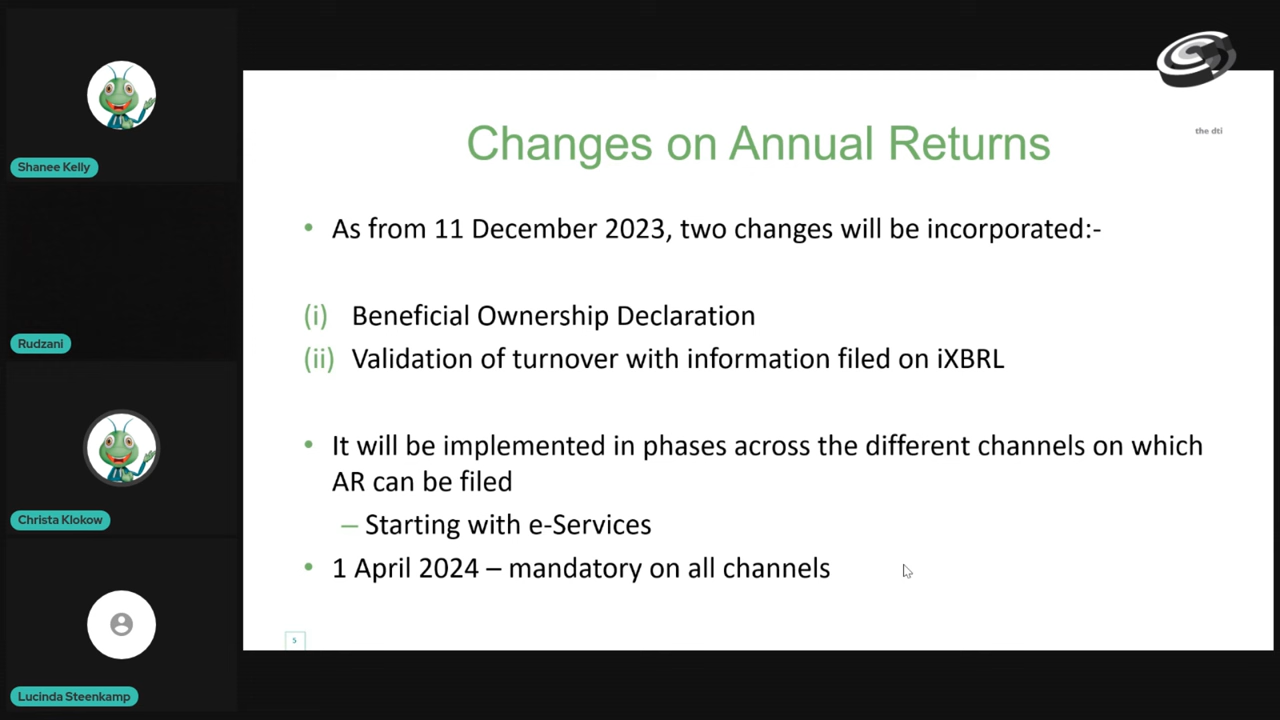 Shanee Kelly
Rudzani
Christa Klokow
Lucinda Steenkamp
the dti
Changes on Annual Returns
• As from 11 December 2023, two changes will be incorporated:-
(i) Beneficial Ownership Declaration
(ii) Validation of turnover with information filed on iXBRL
• It will be implemented in phases across the different channels on which
AR can be filed
– Starting with e-Services
• 1 April 2024 – mandatory on all channels
5